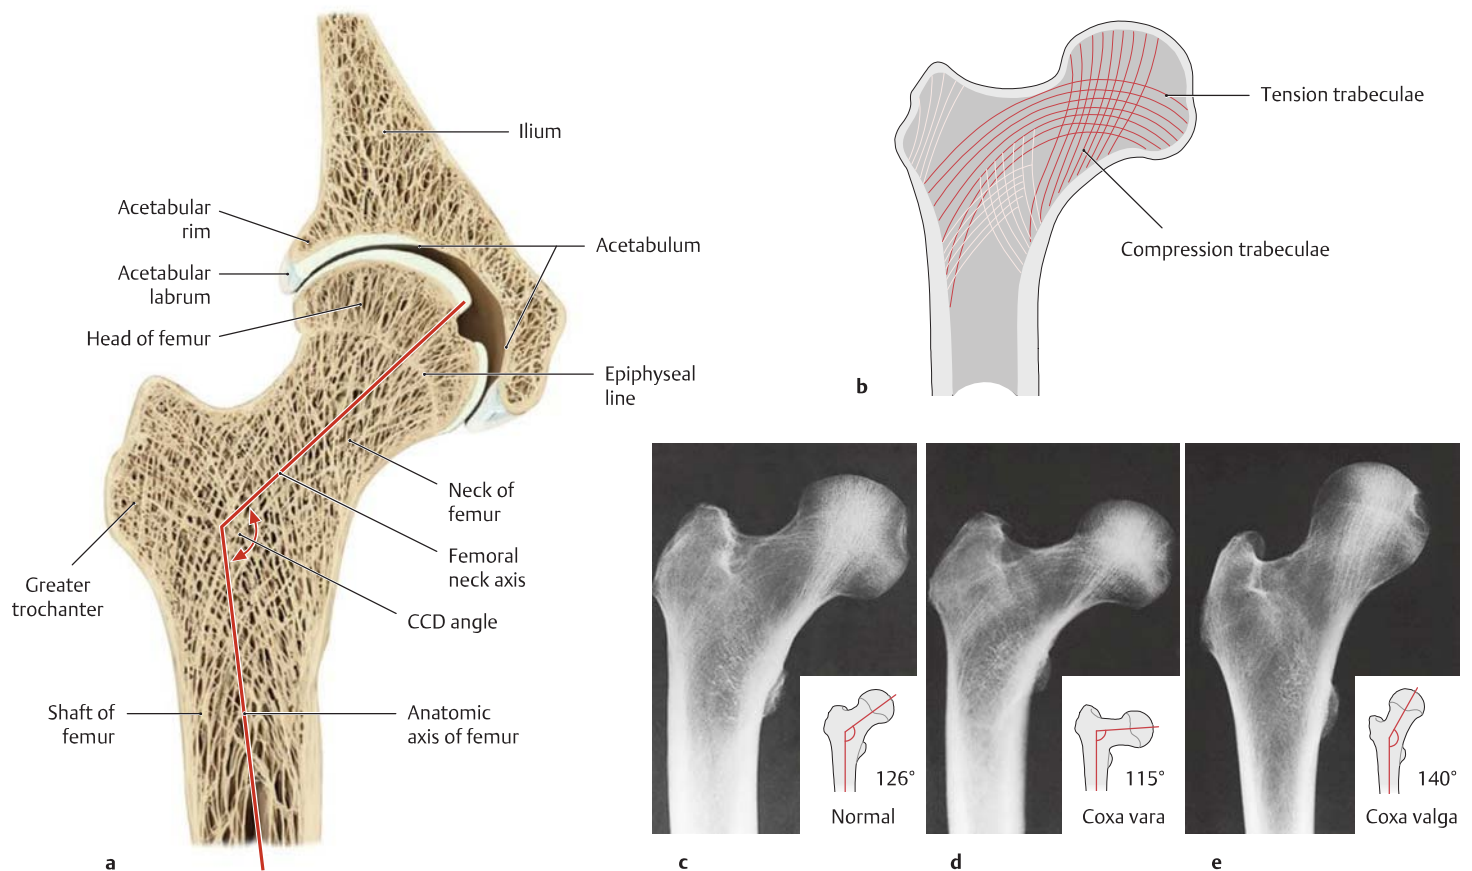 Ilium
Acetabular
rim
Acetabulum
Acetabular
labrum
Head of femur
Epiphyseal
line
Neck of
femur
Femoral
neck axis
Greater
trochanter
CCD angle
Shaft of
femur
Anatomic
axis of femur
a
Tension trabeculae
Compression trabeculae
b
126°
Normal
c
115°
Coxa vara
d
140°
Coxa valga
e